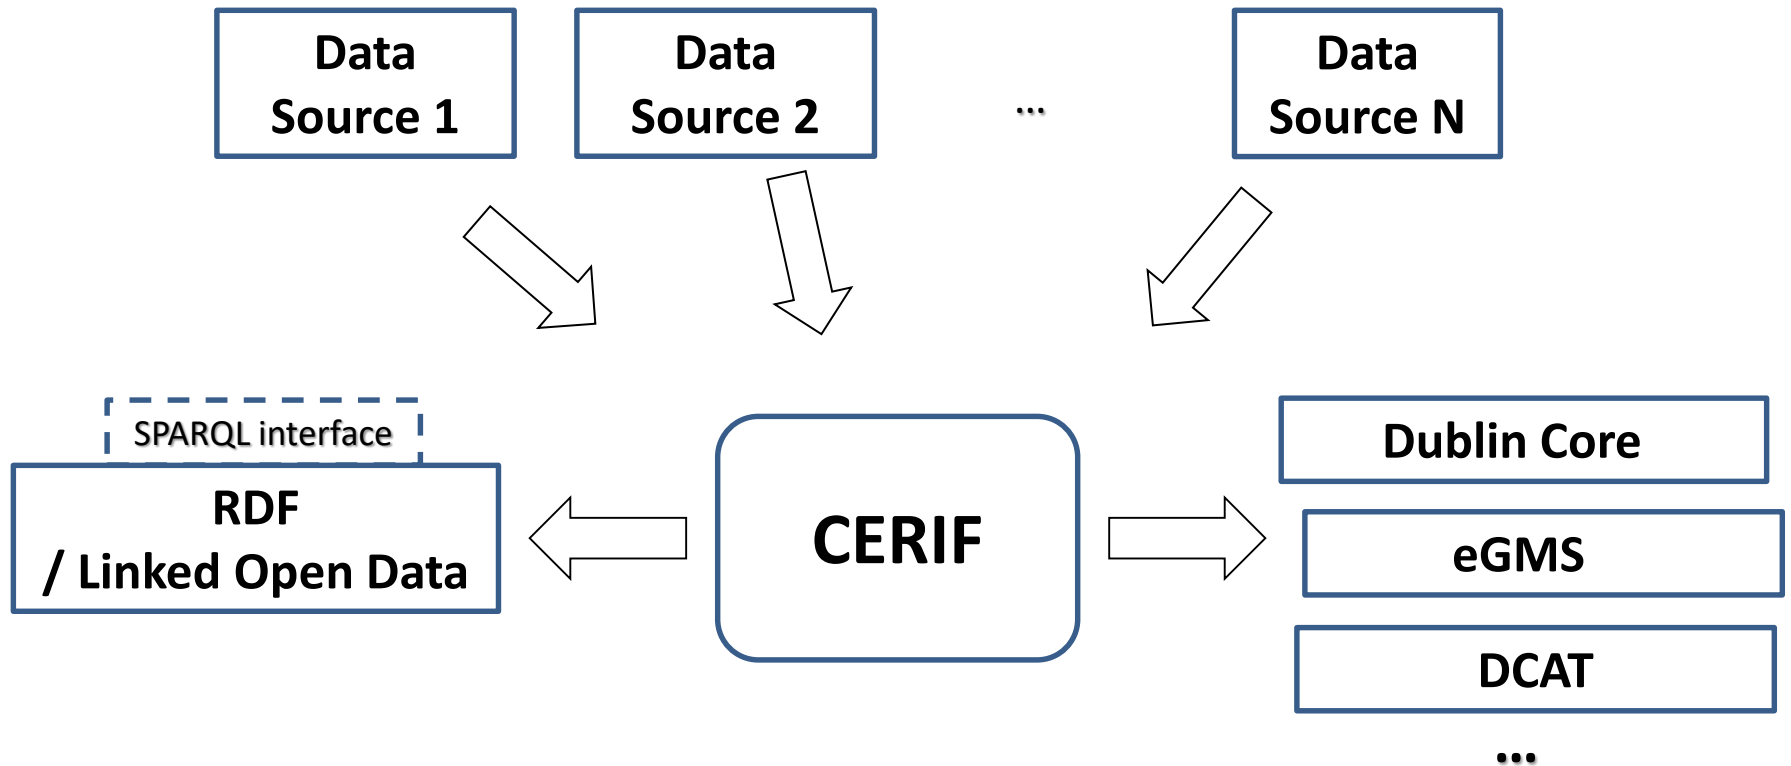 Data
Source 1
Data
Source 2
...
Data
Source N
SPARQL interface
RDF
/ Linked Open Data
CERIF
Dublin Core
eGMS
DCAT
...